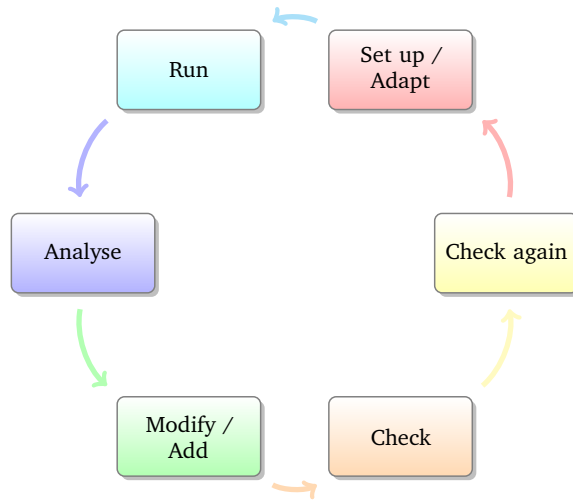 Run
Set up /
Adapt
Analyse
Check again
Modify /
Add
Check